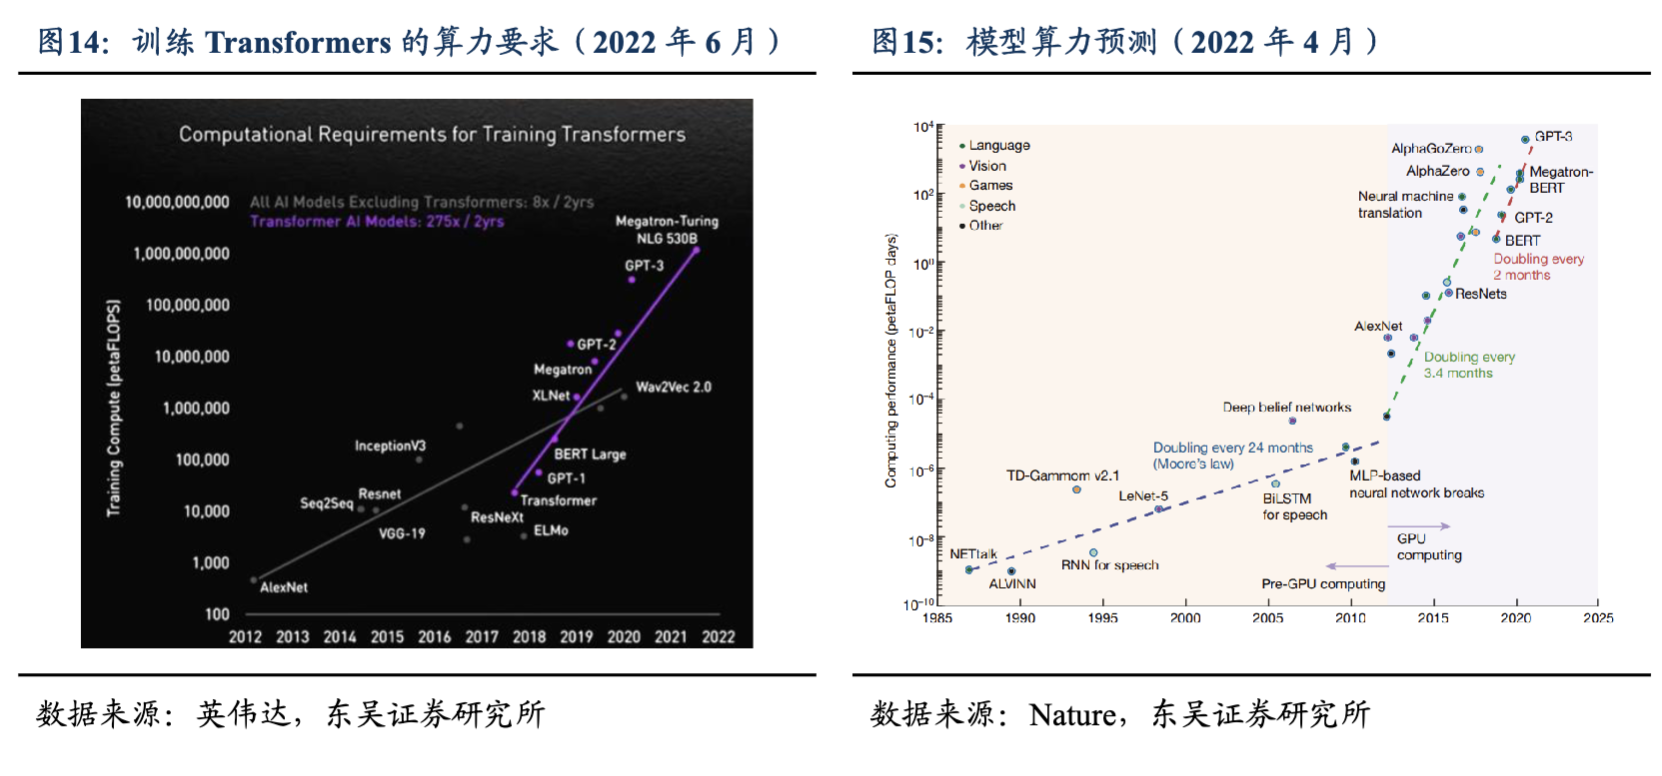 图14：训练 Transformers 的算力要求（2022 年 6 月）
Computational Requirements for Training Transformers
All AI Models Excluding Transformers: 8x / 2yrs
Transformer AI Models: 275x / 2yrs
Training Compute (petaFLOPS)
10,000,000,000
1,000,000,000
100,000,000
10,000,000
1,000,000
100,000
10,000
1,000
100
Megatron-Turing
NLG 530B
GPT-3
GPT-2
Megatron
XLNet
Wav2Vec 2.0
InceptionV3
BERT Large
GPT-1
Seq2Seq
Resnet
Transformer
VGG-19
ResNeXt
ELMo
AlexNet
2012 2013 2014 2015 2016 2017 2018 2019 2020 2021 2022
数据来源：英伟达，东吴证券研究所
图15：模型算力预测（2022 年 4 月）
Computing performance (petaFLOP days)
10⁴
10²
10⁰
10⁻²
10⁻⁴
10⁻⁶
10⁻⁸
10⁻¹⁰
Language
Vision
Games
Speech
Other
GPT-3
AlphaGoZero
AlphaZero
Megatron-
BERT
Neural machine
translation
GPT-2
BERT
Doubling every
2 months
ResNets
AlexNet
Doubling every
3.4 months
Deep belief networks
Doubling every 24 months
(Moore's law)
TD-Gammom v2.1
MLP-based
neural network breaks
LeNet-5
BiLSTM
for speech
GPU
computing
NETtalk
RNN for speech
ALVINN
Pre-GPU computing
1985 1990 1995 2000 2005 2010 2015 2020 2025
数据来源：Nature，东吴证券研究所